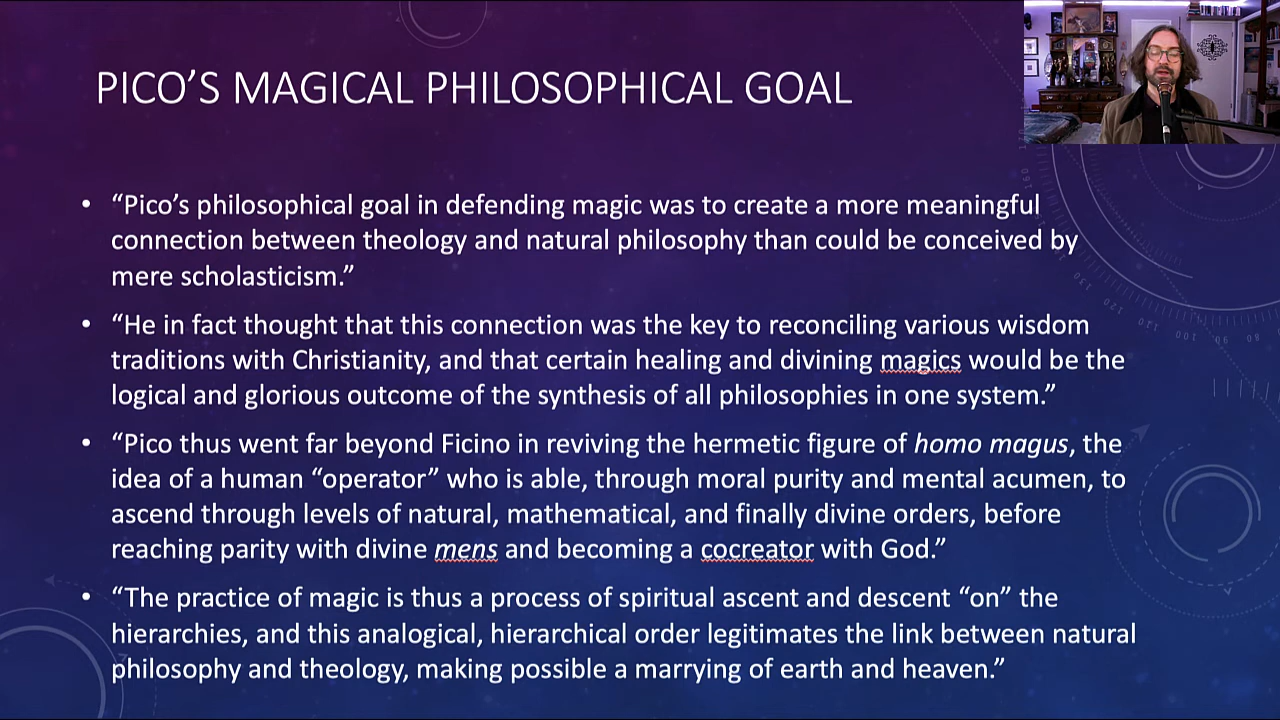 PICO’S MAGICAL PHILOSOPHICAL GOAL
• “Pico’s philosophical goal in defending magic was to create a more meaningful
connection between theology and natural philosophy than could be conceived by
mere scholasticism.”
• “He in fact thought that this connection was the key to reconciling various wisdom
traditions with Christianity, and that certain healing and divining magics would be the
logical and glorious outcome of the synthesis of all philosophies in one system.”
• “Pico thus went far beyond Ficino in reviving the hermetic figure of homo magus, the
idea of a human “operator” who is able, through moral purity and mental acumen, to
ascend through levels of natural, mathematical, and finally divine orders, before
reaching parity with divine mens and becoming a cocreator with God.”
• “The practice of magic is thus a process of spiritual ascent and descent “on” the
hierarchies, and this analogical, hierarchical order legitimates the link between natural
philosophy and theology, making possible a marrying of earth and heaven.”
160
130
120
110
100
90
80